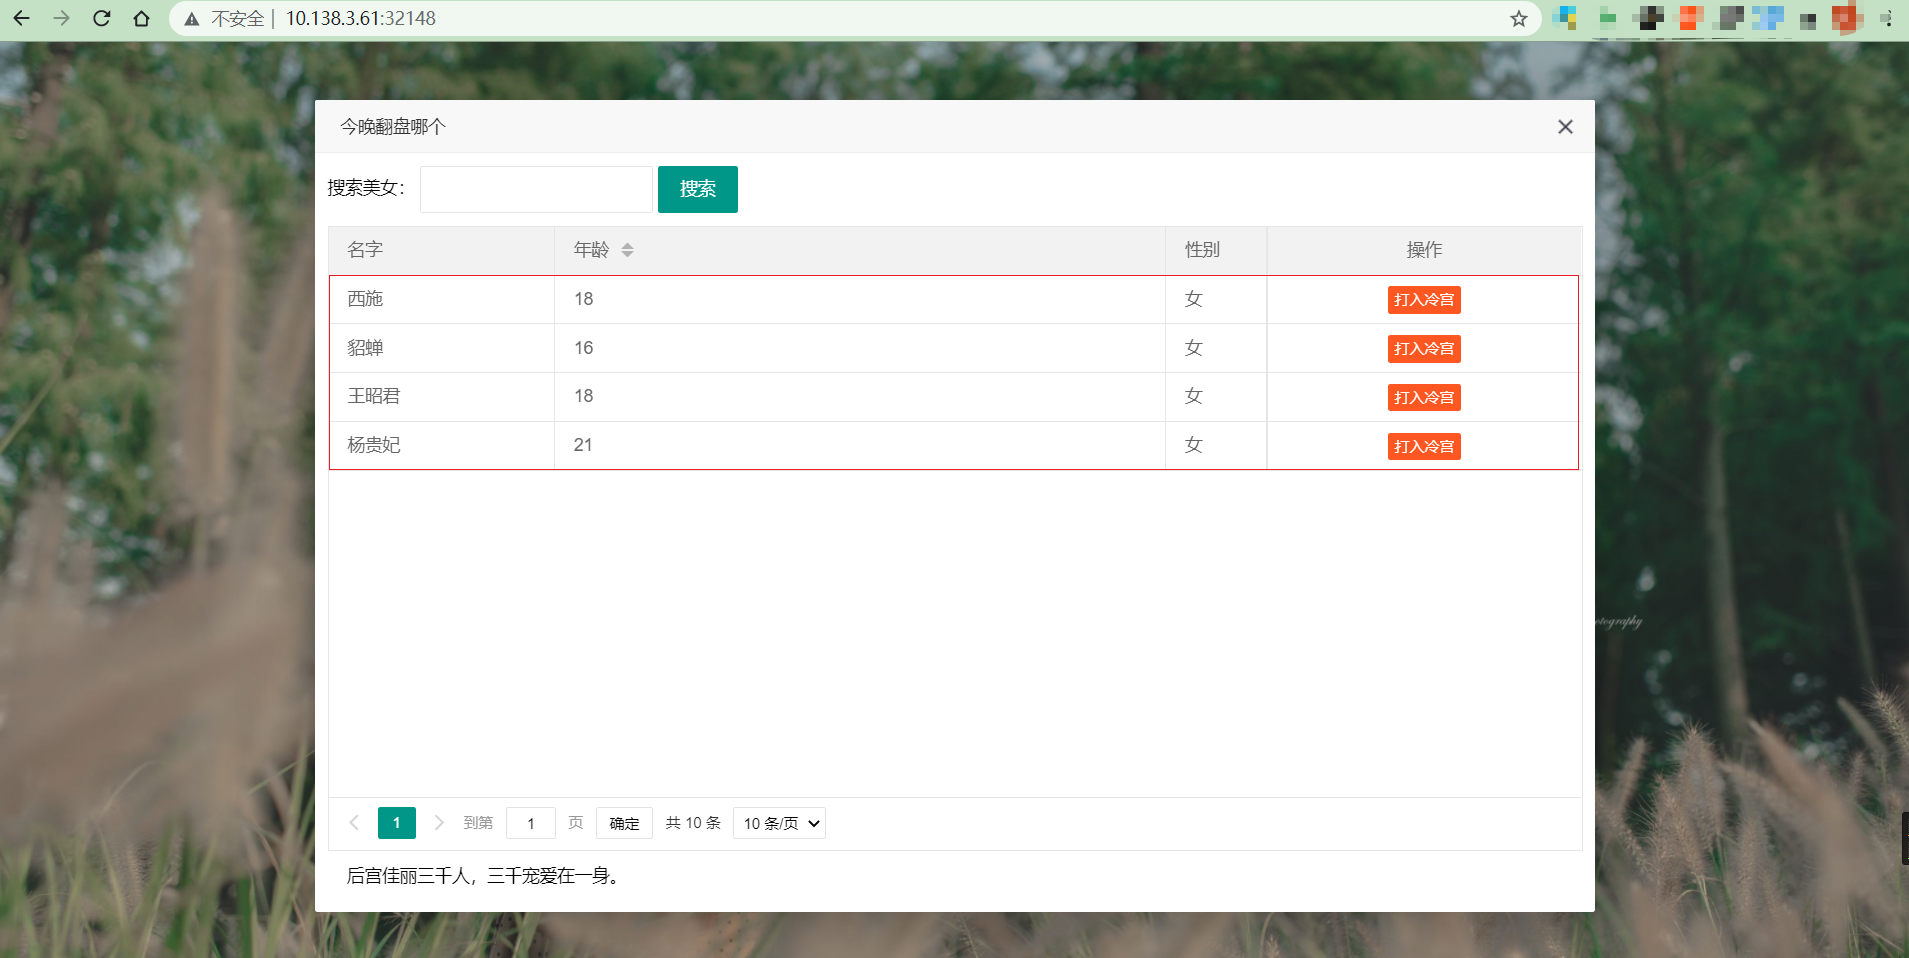 不安全 | 10.138.3.61:32148
今晚翻盘哪个
搜索美女： 搜索
名字 年龄 性别 操作
西施 18 女 打入冷宫
貂蝉 16 女 打入冷宫
王昭君 18 女 打入冷宫
杨贵妃 21 女 打入冷宫
otography
1 到第 1 页 确定 共 10 条 10 条/页
后宫佳丽三千人，三千宠爱在一身。